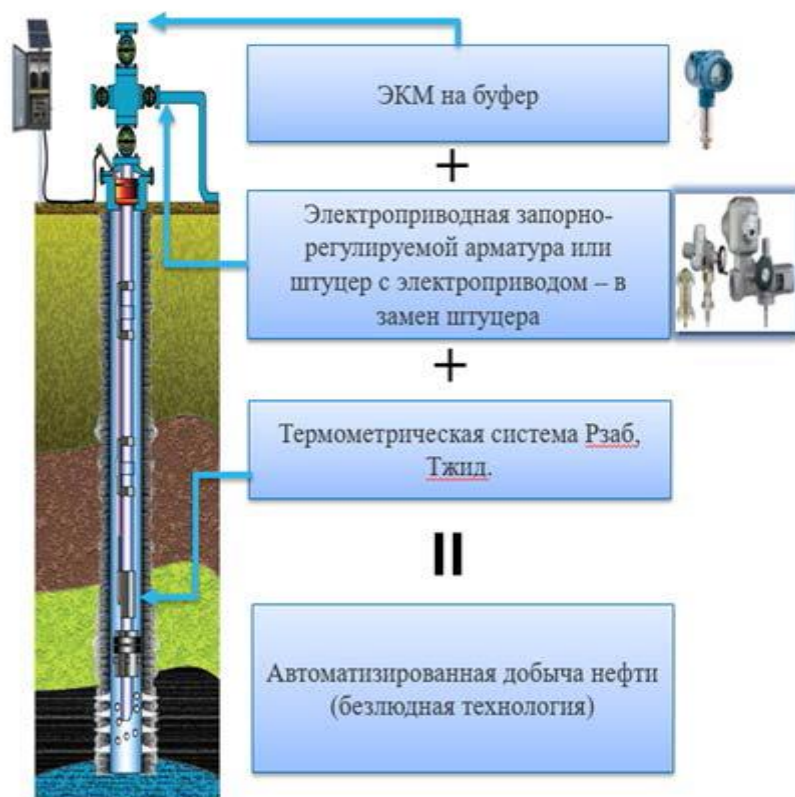 ЭКМ на буфер
+
Электроприводная запорно-
регулируемой арматура или
штуцер с электроприводом – в
замен штуцера
+
Термометрическая система Рзаб,
Тжид.
=
Автоматизированная добыча нефти
(безлюдная технология)